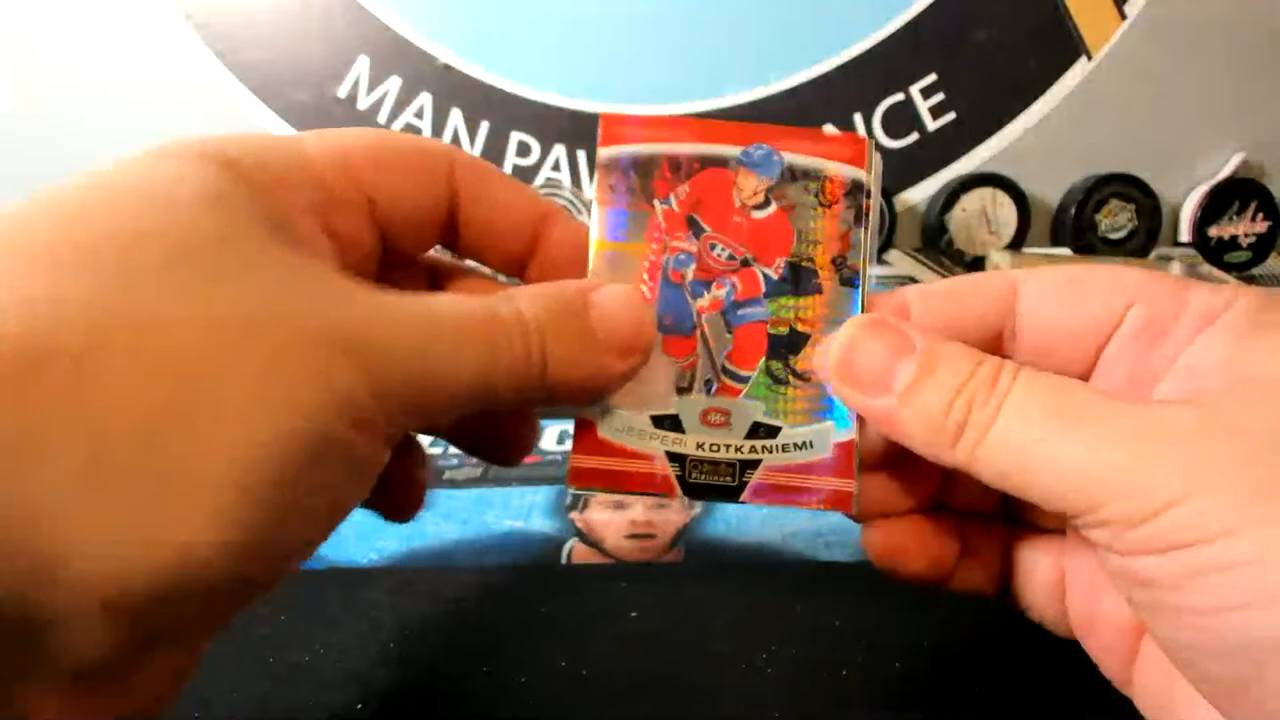 MAN PAV
NCE
JESPERI KOTKANIEMI
O-Pee-Chee
Platinum